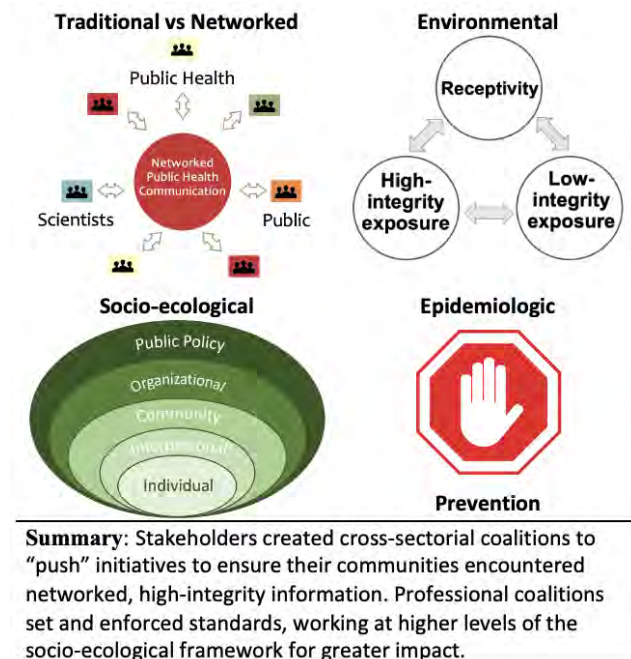 Traditional vs Networked
Public Health
Networked
Public Health
Communication
Scientists
Public
Environmental
Receptivity
High-
integrity
exposure
Low-
integrity
exposure
Socio-ecological
Public Policy
Organizational
Community
Interpersonal
Individual
Epidemiologic
Prevention
Summary: Stakeholders created cross-sectorial coalitions to
“push” initiatives to ensure their communities encountered
networked, high-integrity information. Professional coalitions
set and enforced standards, working at higher levels of the
socio-ecological framework for greater impact.